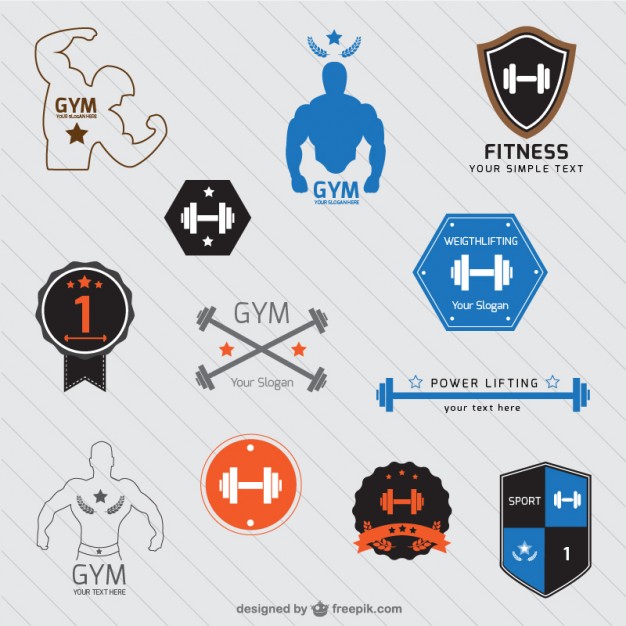 GYM
YOUR SLOGAN HERE
GYM
YOUR SLOGAN HERE
FITNESS
YOUR SIMPLE TEXT
WEIGTHLIFTING
Your Slogan
1
GYM
Your Slogan
POWER LIFTING
your text here
GYM
YOUR TEXT HERE
SPORT
1
designed by freepik.com